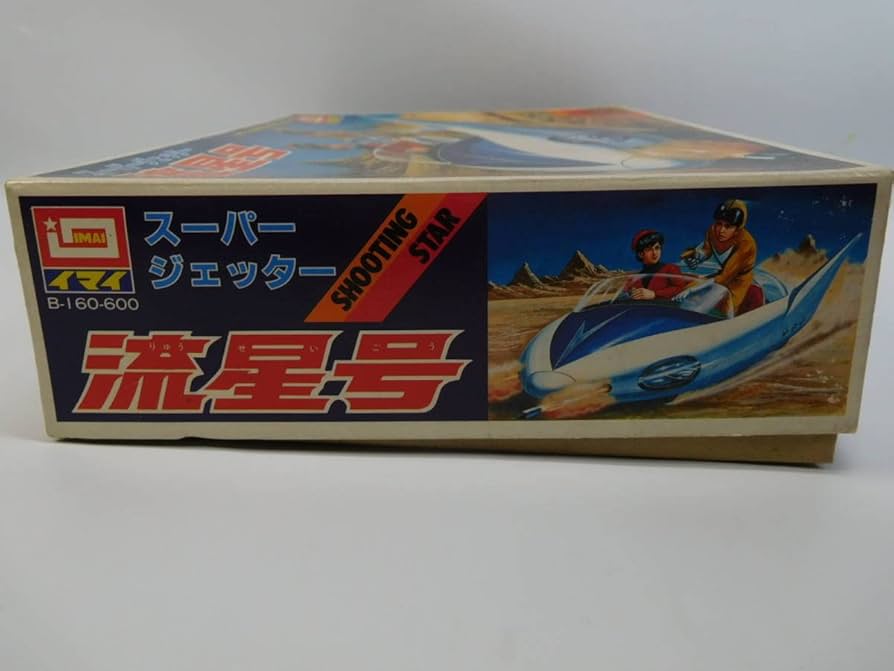 IMAI
イマイ
B-160-600
スーパー
ジェッター
SHOOTING
STAR
りゅう せい ごう
流星号